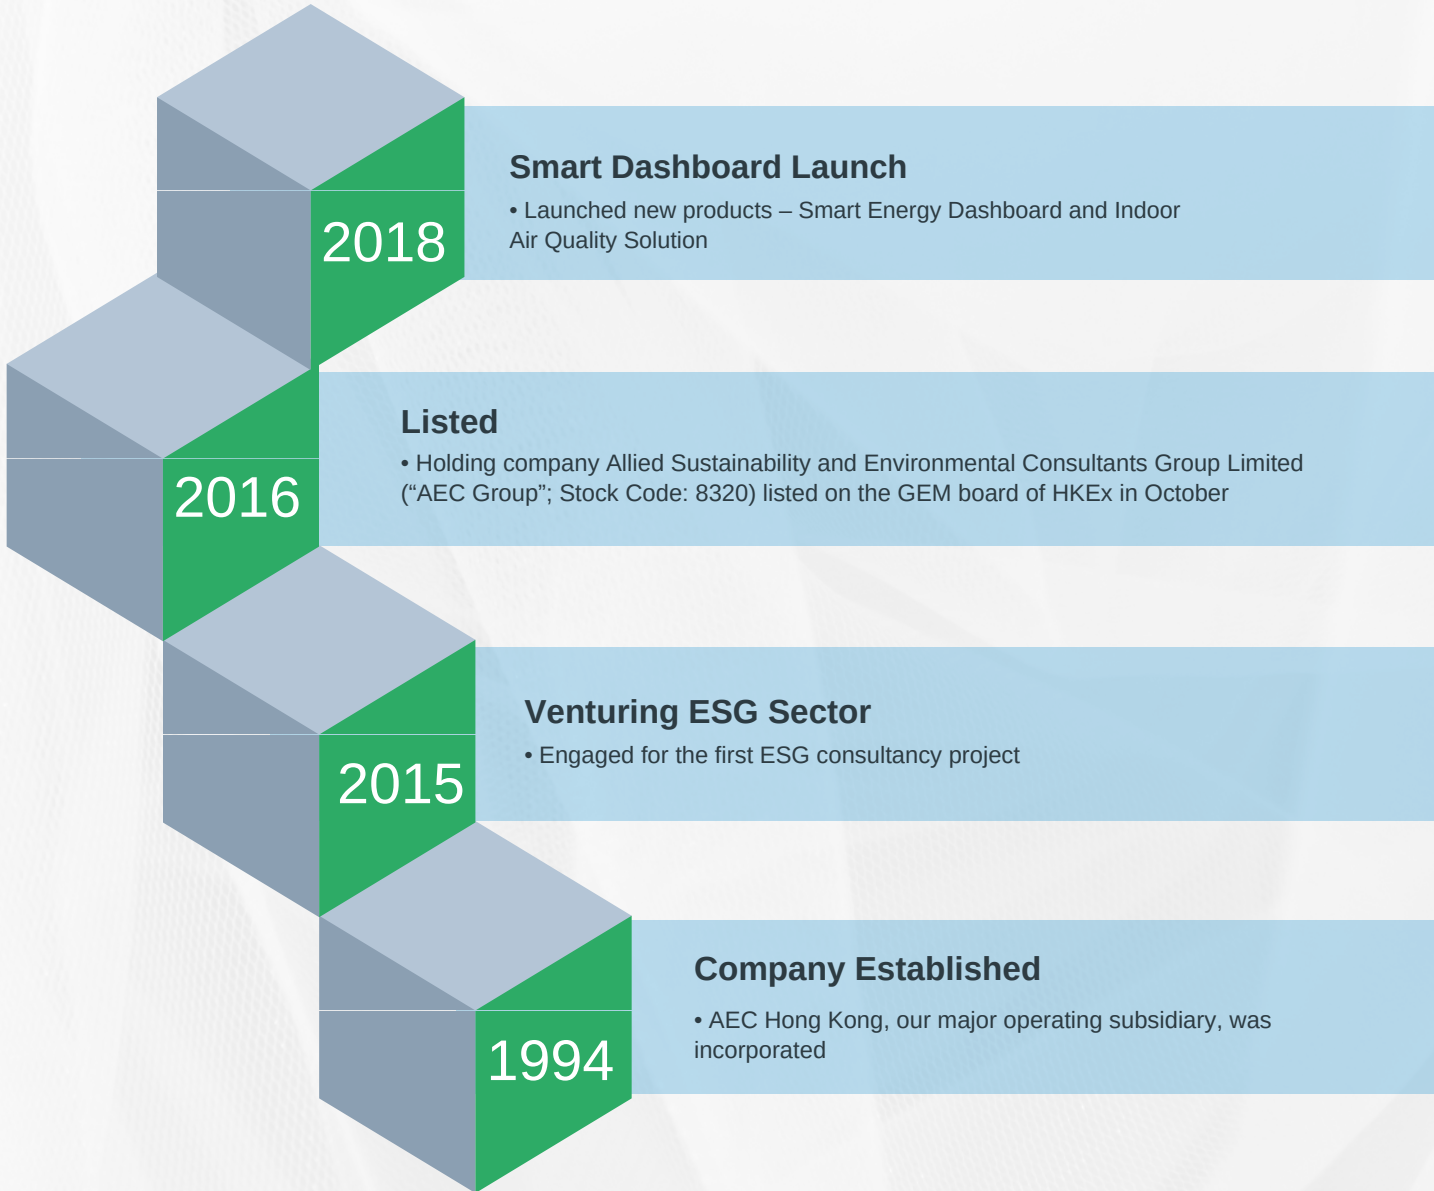 2018
Smart Dashboard Launch
• Launched new products – Smart Energy Dashboard and Indoor
Air Quality Solution
2016
Listed
• Holding company Allied Sustainability and Environmental Consultants Group Limited
(“AEC Group”; Stock Code: 8320) listed on the GEM board of HKEx in October
2015
Venturing ESG Sector
• Engaged for the first ESG consultancy project
1994
Company Established
• AEC Hong Kong, our major operating subsidiary, was
incorporated